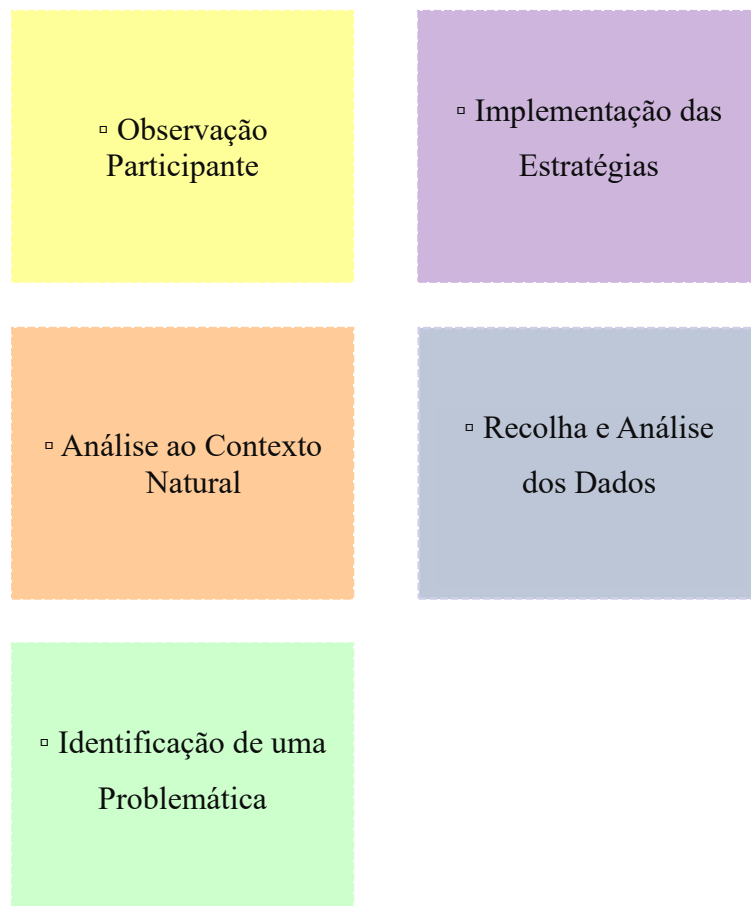 ▫ Observação
Participante
▫ Implementação das
Estratégias
▫ Análise ao Contexto
Natural
▫ Recolha e Análise
dos Dados
▫ Identificação de uma
Problemática